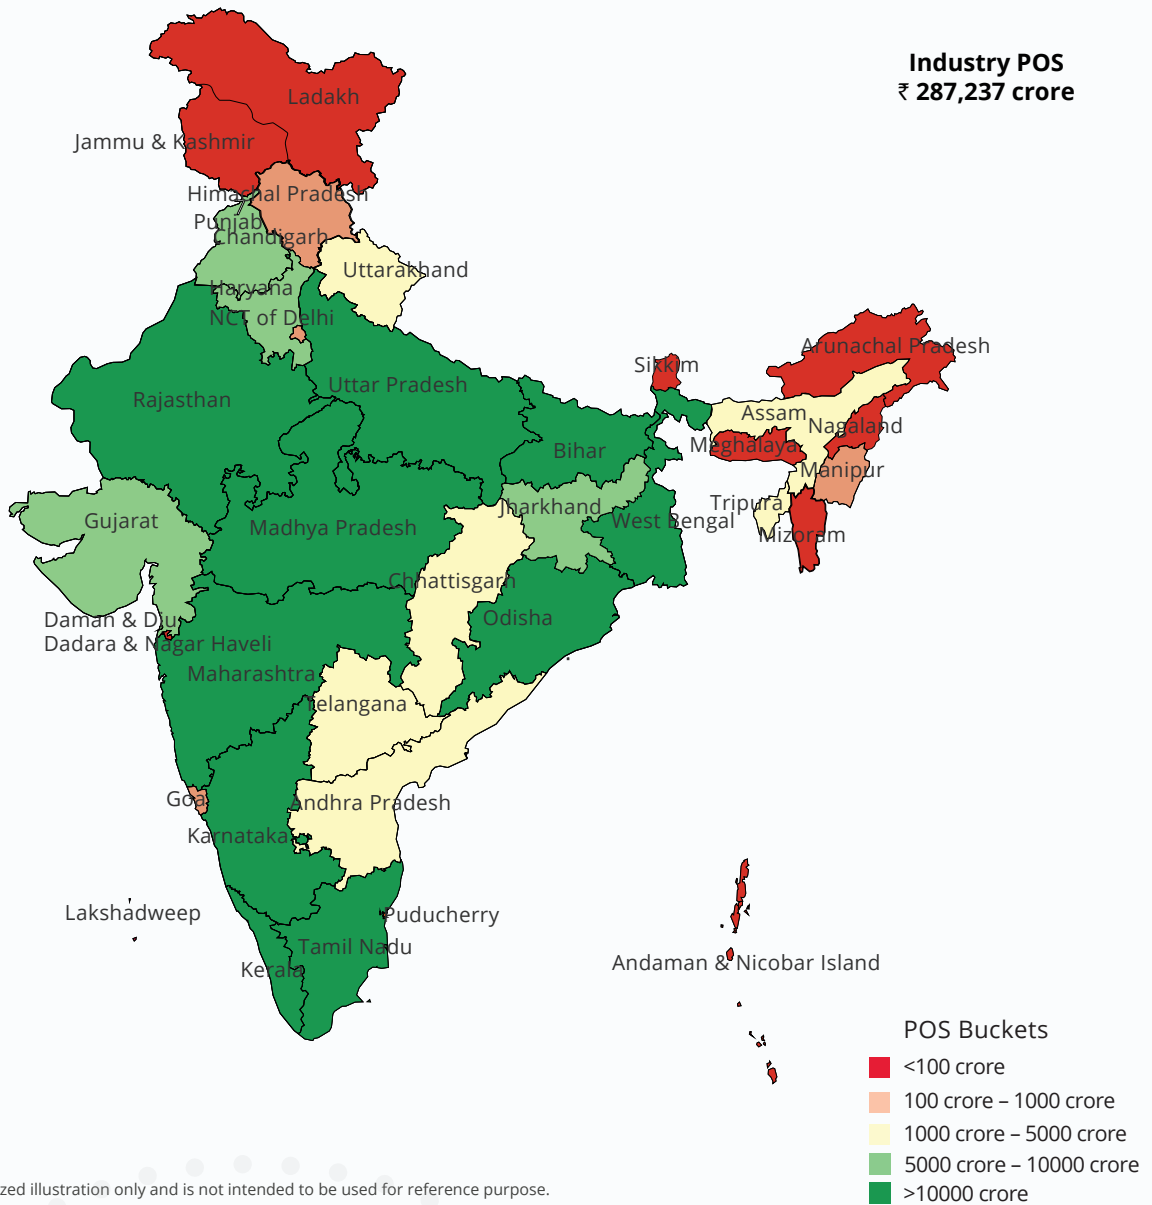 Industry POS
₹ 287,237 crore
Ladakh
Jammu & Kashmir
Himachal Pradesh
Punjab
Chandigarh
Uttarakhand
Haryana
NCT of Delhi
Arunachal Pradesh
Sikkim
Uttar Pradesh
Rajasthan
Assam
Nagaland
Meghalaya
Bihar
Manipur
Tripura
Jharkhand
Gujarat
West Bengal
Madhya Pradesh
Mizoram
Chhattisgarh
Odisha
Daman & Diu
Dadara & Nagar Haveli
Maharashtra
Telangana
Goa
Andhra Pradesh
Karnataka
Lakshadweep
Puducherry
Tamil Nadu
Kerala
Andaman & Nicobar Island
POS Buckets
<100 crore
100 crore – 1000 crore
1000 crore – 5000 crore
5000 crore – 10000 crore
>10000 crore
zed illustration only and is not intended to be used for reference purpose.